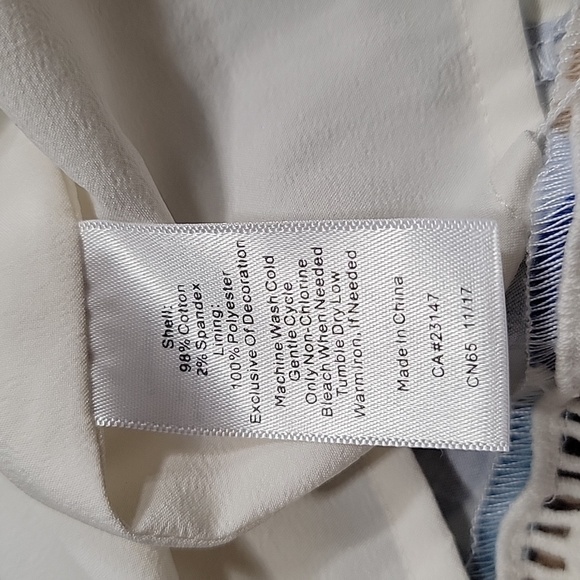 Shell:
98% Cotton
2% Spandex
Lining:
100% Polyester
Exclusive Of Decoration
Machine Wash Cold
Gentle Cycle
Only Non-Chlorine
Bleach When Needed
Tumble Dry Low
Warm Iron, If Needed
Made In China
CA#23147
CN65 11/17